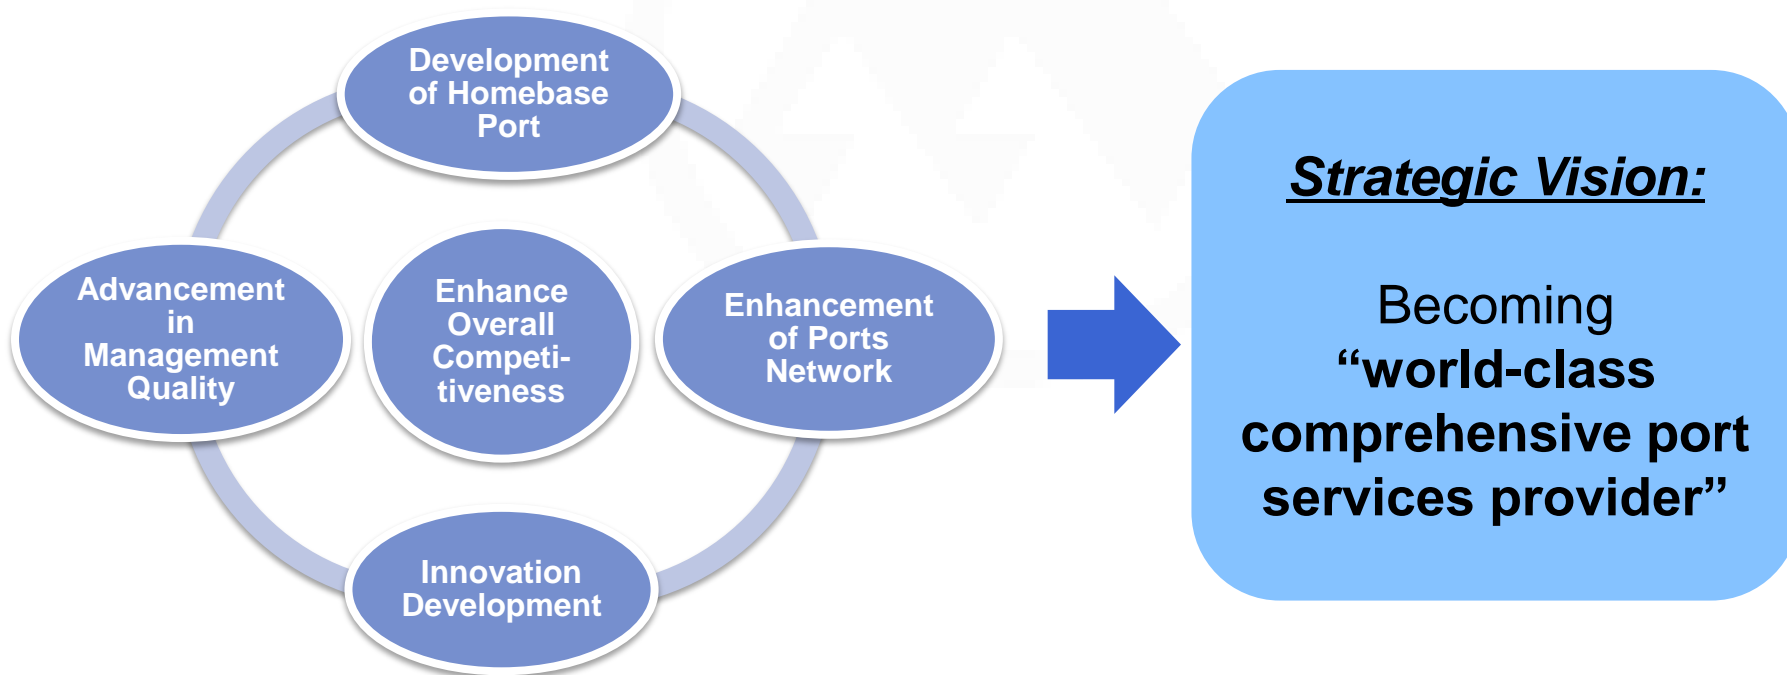 Development
of Homebase
Port
Advancement
in
Management
Quality
Enhance
Overall
Competi-
tiveness
Enhancement
of Ports
Network
Innovation
Development
Strategic Vision:
Becoming
“world-class
comprehensive port
services provider”